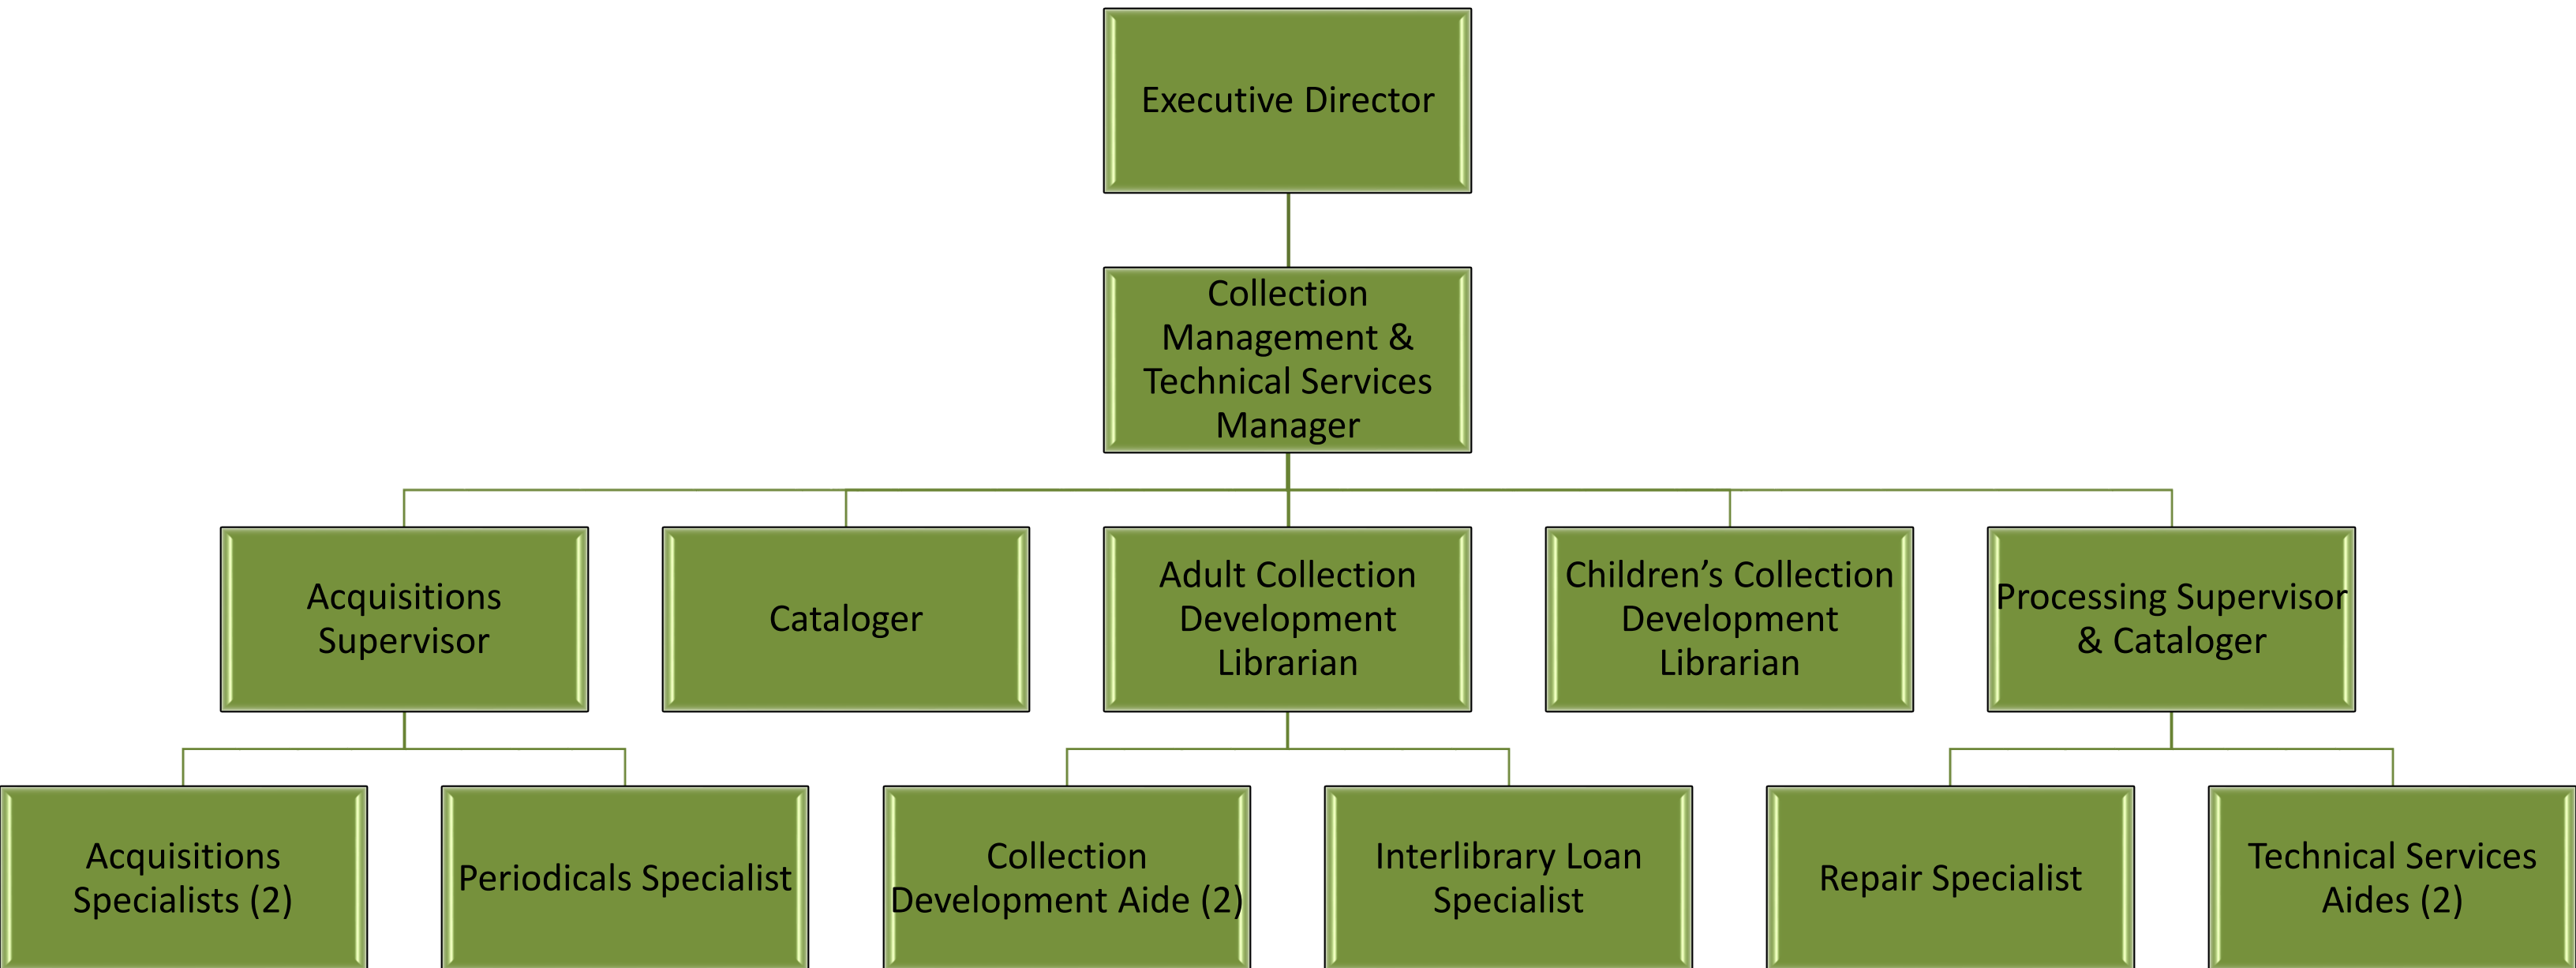 Executive Director
Collection
Management &
Technical Services
Manager
Acquisitions
Supervisor
Cataloger
Adult Collection
Development
Librarian
Children’s Collection
Development
Librarian
Processing Supervisor
& Cataloger
Acquisitions
Specialists (2)
Periodicals Specialist
Collection
Development Aide (2)
Interlibrary Loan
Specialist
Repair Specialist
Technical Services
Aides (2)